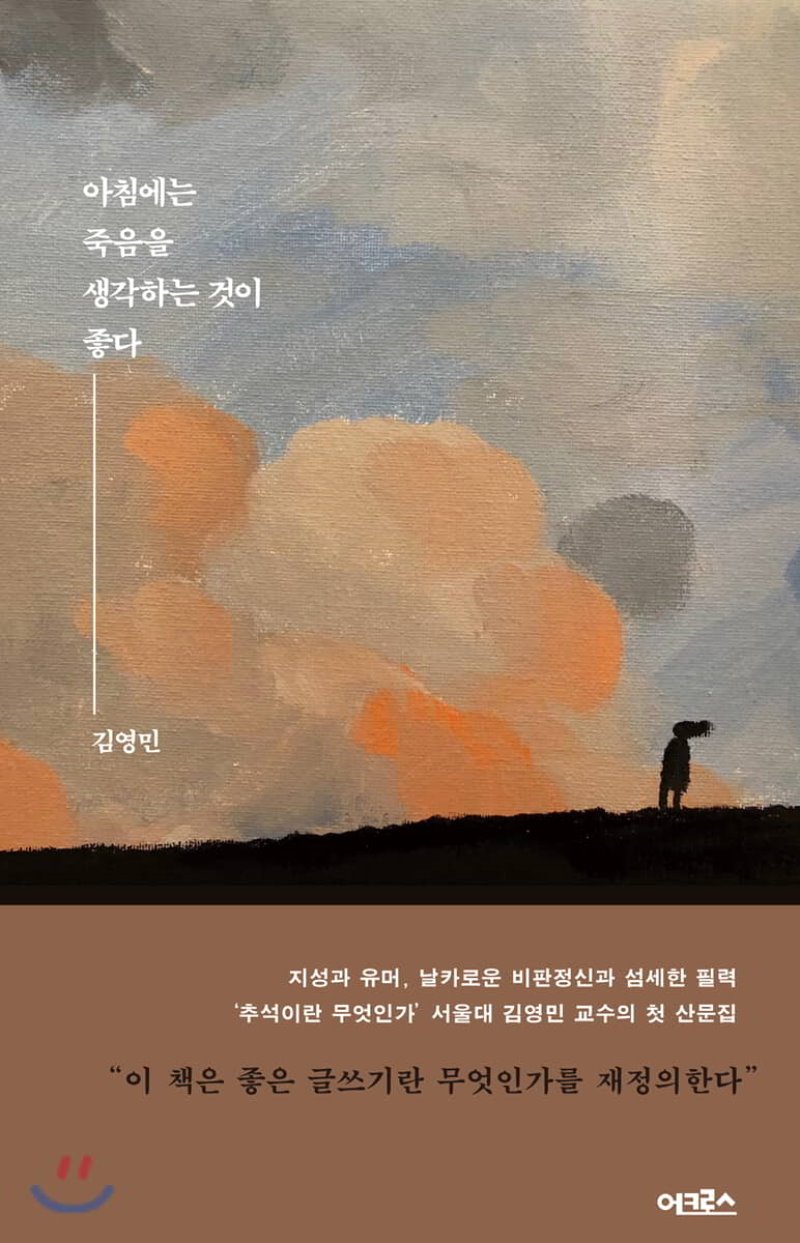 아침에는
죽음을
생각하는 것이
좋다
김영민
지성과 유머, 날카로운 비판정신과 섬세한 필력
‘추석이란 무엇인가’ 서울대 김영민 교수의 첫 산문집
“이 책은 좋은 글쓰기란 무엇인가를 재정의한다”
어크로스